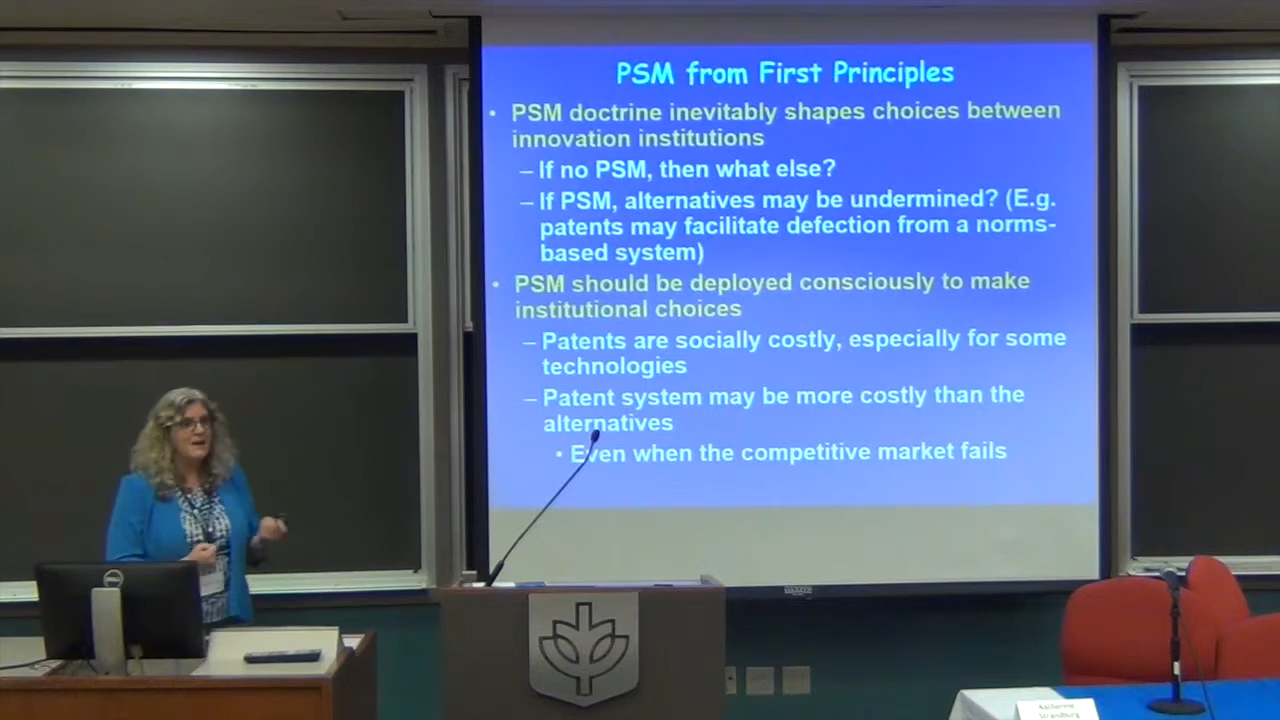 PSM from First Principles
• PSM doctrine inevitably shapes choices between
innovation institutions
– If no PSM, then what else?
– If PSM, alternatives may be undermined? (E.g.
patents may facilitate defection from a norms-
based system)
• PSM should be deployed consciously to make
institutional choices
– Patents are socially costly, especially for some
technologies
– Patent system may be more costly than the
alternatives
• Even when the competitive market fails
DELL
Katherine
Strandburg